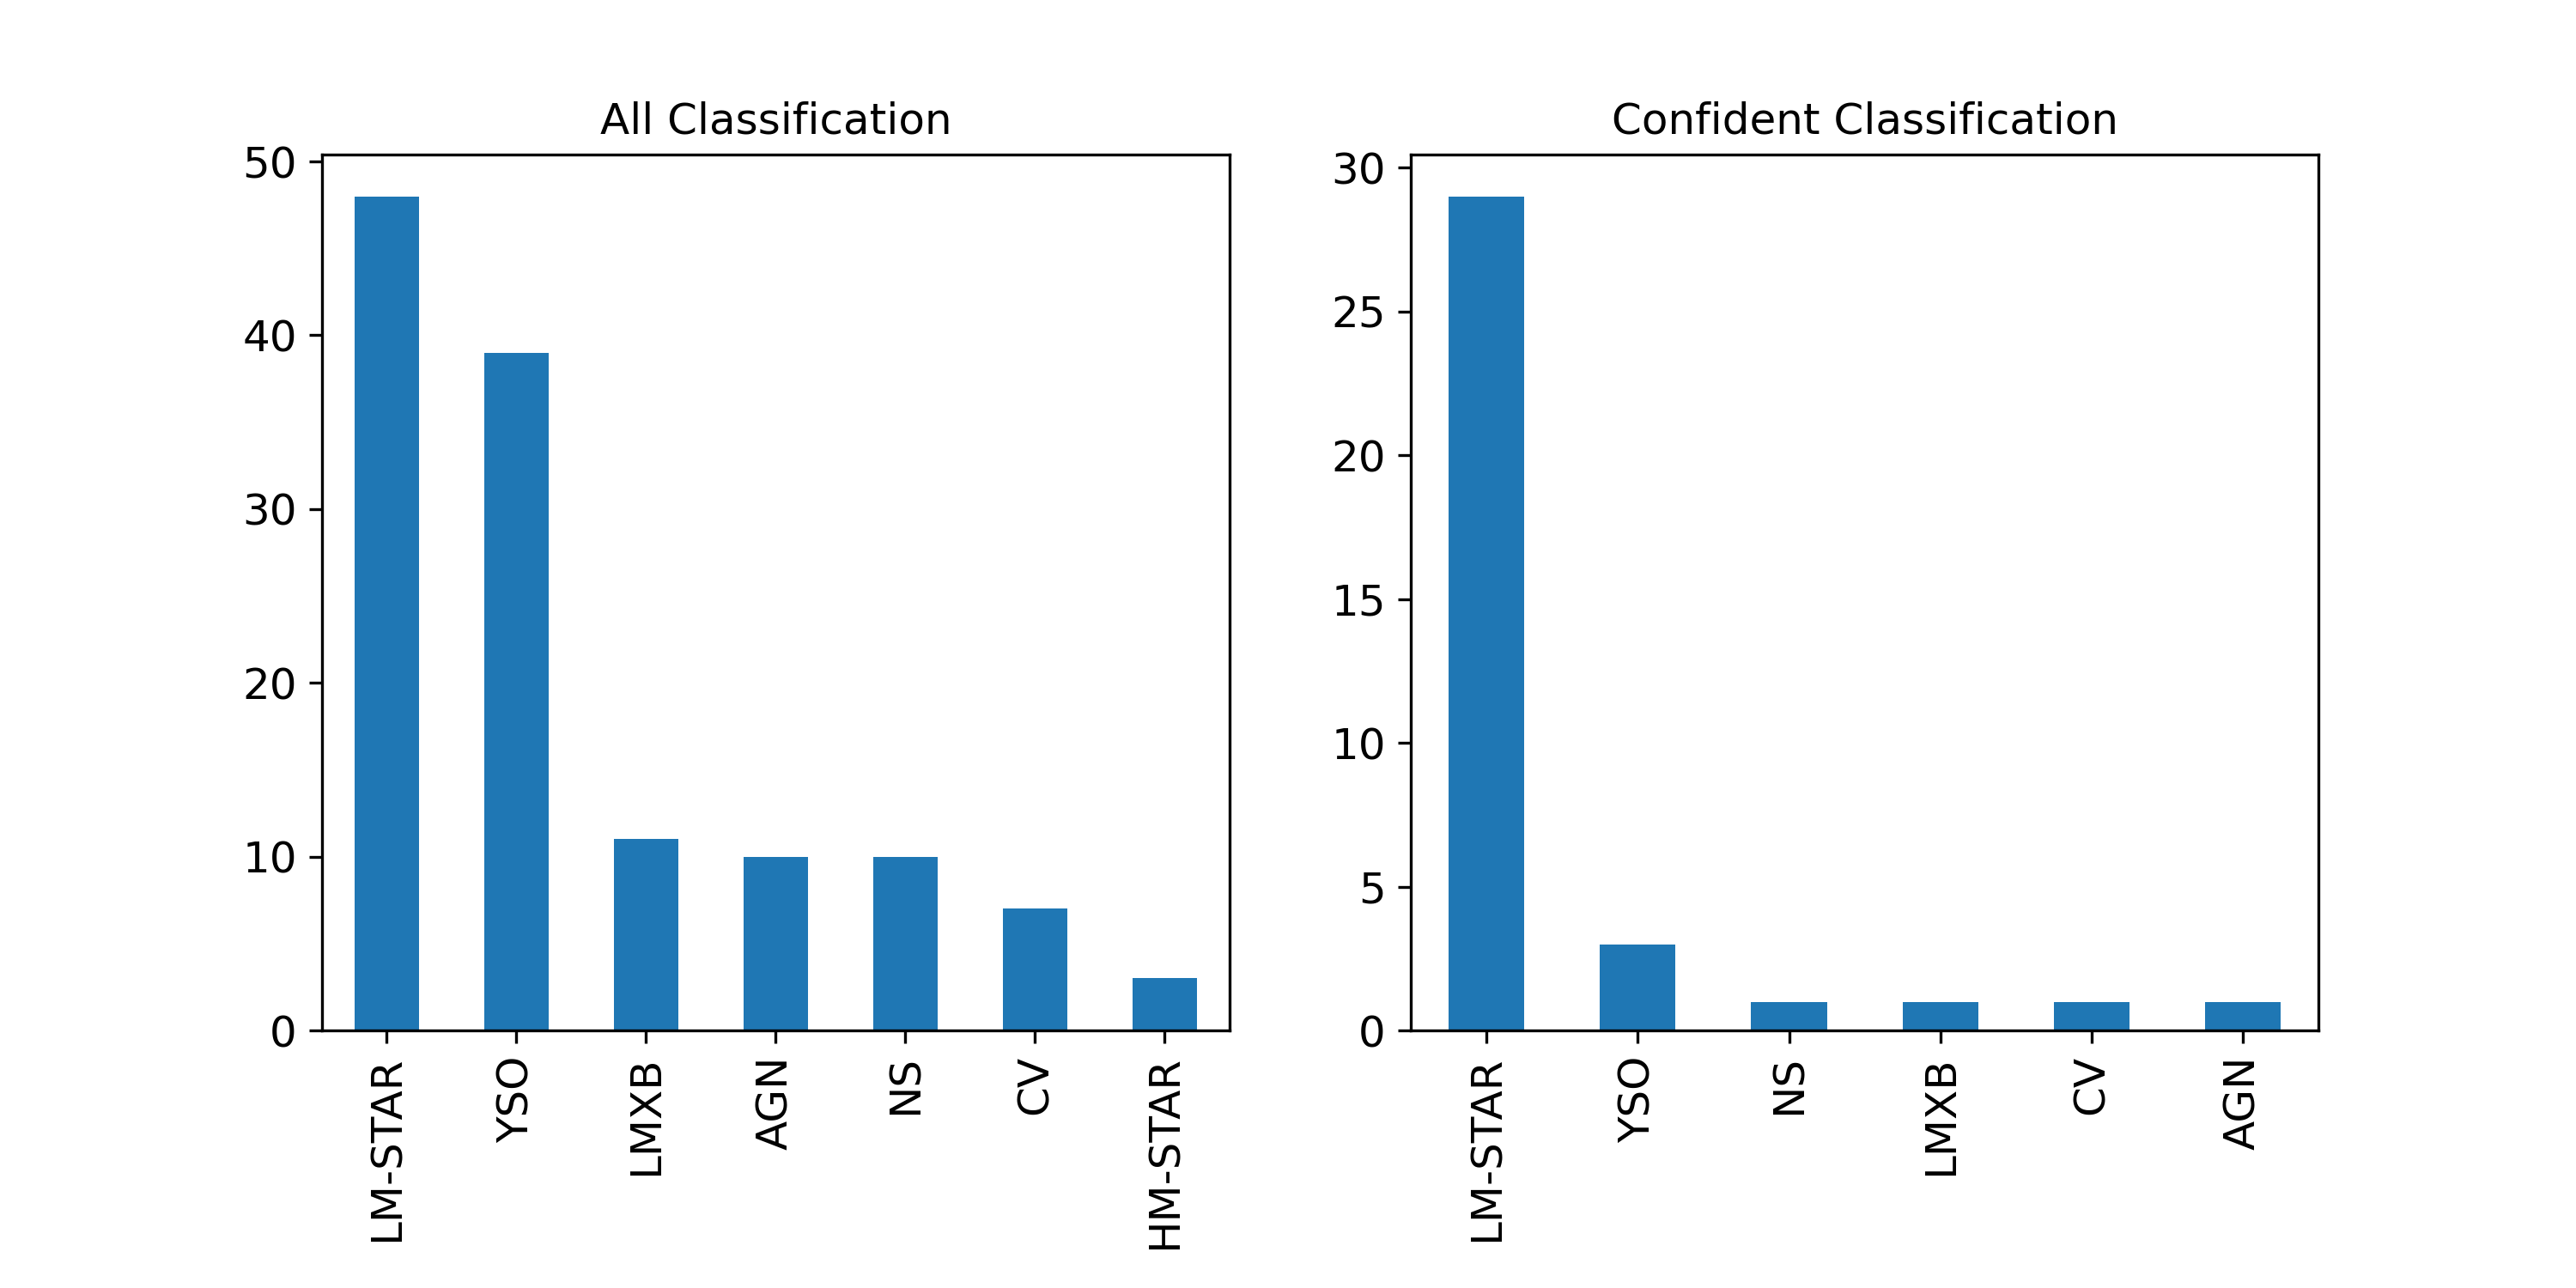 All Classification
50
40
30
20
10
0
LM-STAR
YSO
LMXB
AGN
NS
CV
HM-STAR
Confident Classification
30
25
20
15
10
5
0
LM-STAR
YSO
NS
LMXB
CV
AGN